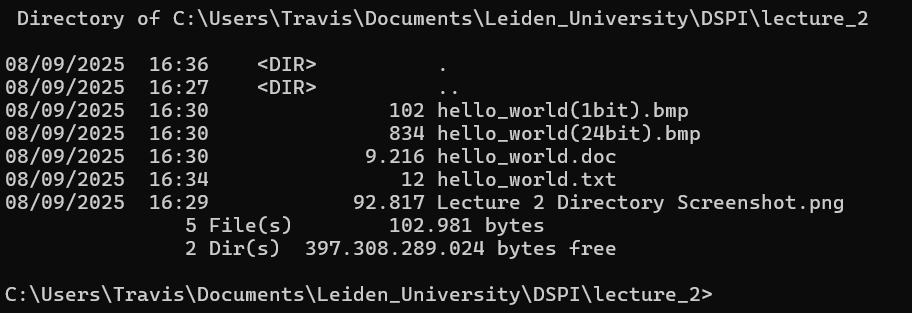 Directory of C:\Users\Travis\Documents\Leiden_University\DSPI\lecture_2
08/09/2025  16:36    <DIR>          .
08/09/2025  16:27    <DIR>          ..
08/09/2025  16:30               102 hello_world(1bit).bmp
08/09/2025  16:30               834 hello_world(24bit).bmp
08/09/2025  16:30             9.216 hello_world.doc
08/09/2025  16:34                12 hello_world.txt
08/09/2025  16:29            92.817 Lecture 2 Directory Screenshot.png
               5 File(s)        102.981 bytes
               2 Dir(s)  397.308.289.024 bytes free
C:\Users\Travis\Documents\Leiden_University\DSPI\lecture_2>